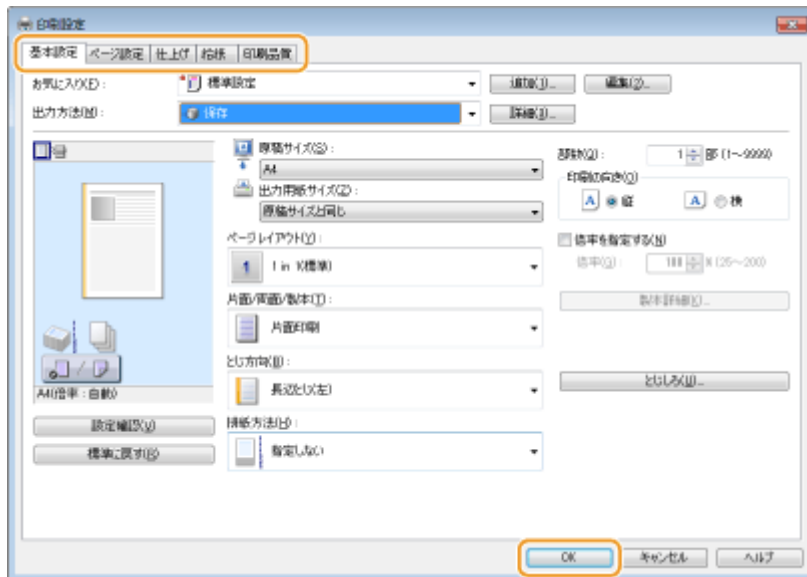 印刷設定
基本設定 ページ設定 仕上げ 給紙 印刷品質
お気に入り(F): 標準設定 追加(1)... 編集(2)...
出力方法(M): 保存 詳細(3)...
原稿サイズ(S):
A4
出力用紙サイズ(Z):
原稿サイズと同じ
ページレイアウト(Y):
1 in 1(標準)
片面/両面/製本(T):
片面印刷
とじ方向(B):
長辺とじ(左)
排紙方法(H):
指定しない
部数(Q): 1 部 (1～9999)
印刷の向き(O)
A 縦 A 横
倍率を指定する(N)
倍率(G): 100 % (25～200)
製本詳細(K)...
とじしろ(U)...
A4(倍率:自動)
設定確認(V)
標準に戻す(R)
OK キャンセル ヘルプ